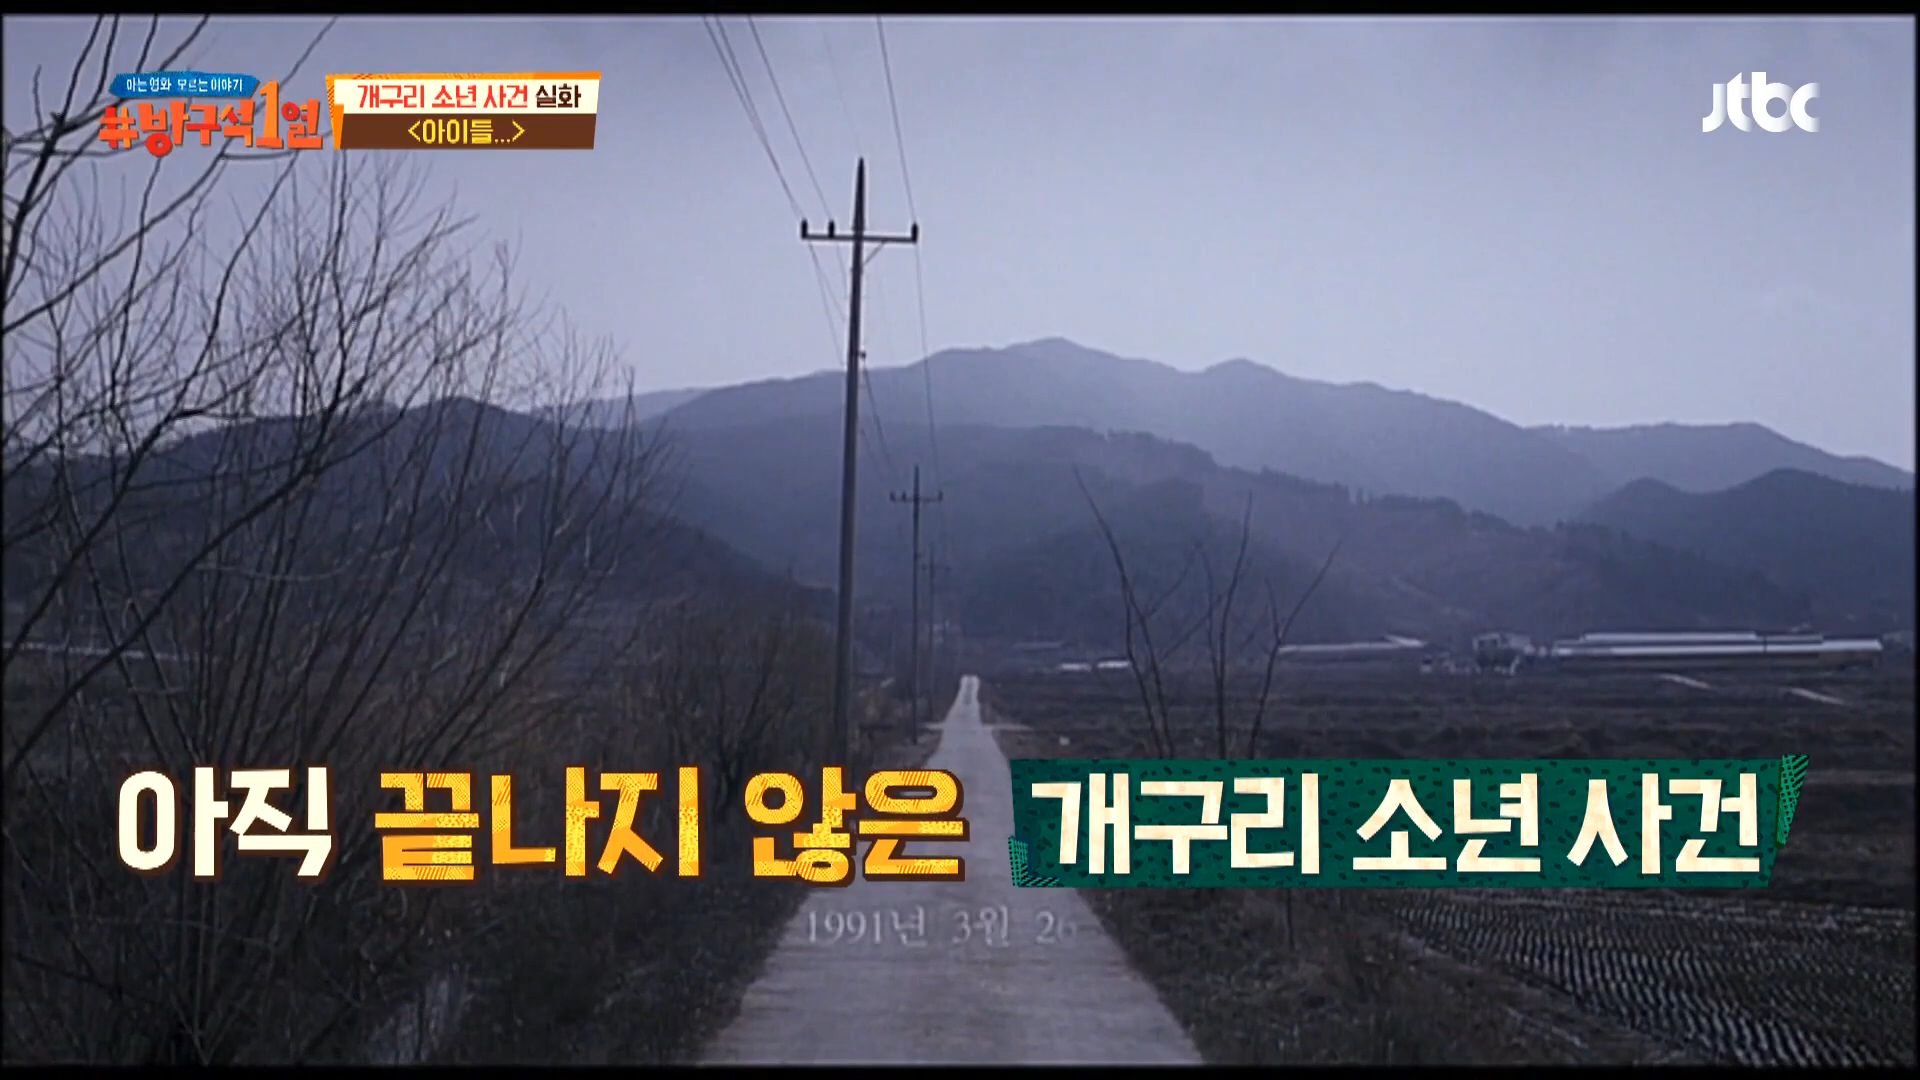 아는영화 모르는이야기
#방구석1열
개구리 소년 사건 실화
<아이들...>
jtbc
아직 끝나지 않은 개구리 소년 사건
1991년 3월 26